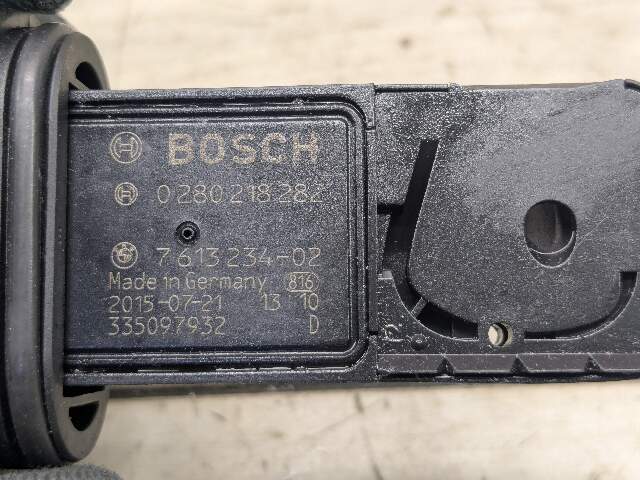 BOSCH
0 280 218 282
7 613 234-02
Made in Germany 816
2015-07-21 13 10
335097932 D